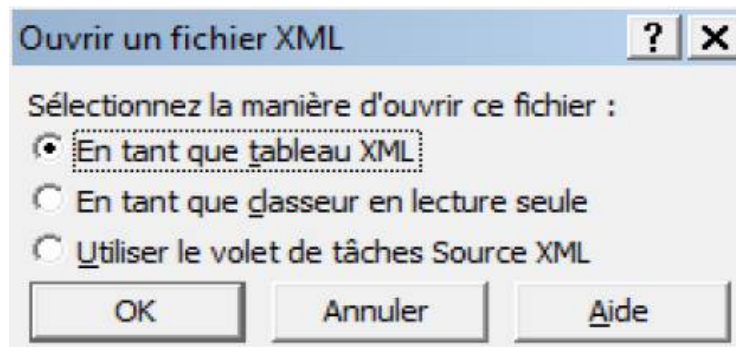 Ouvrir un fichier XML ? X
Sélectionnez la manière d'ouvrir ce fichier :
En tant que tableau XML
En tant que classeur en lecture seule
Utiliser le volet de tâches Source XML
OK Annuler Aide